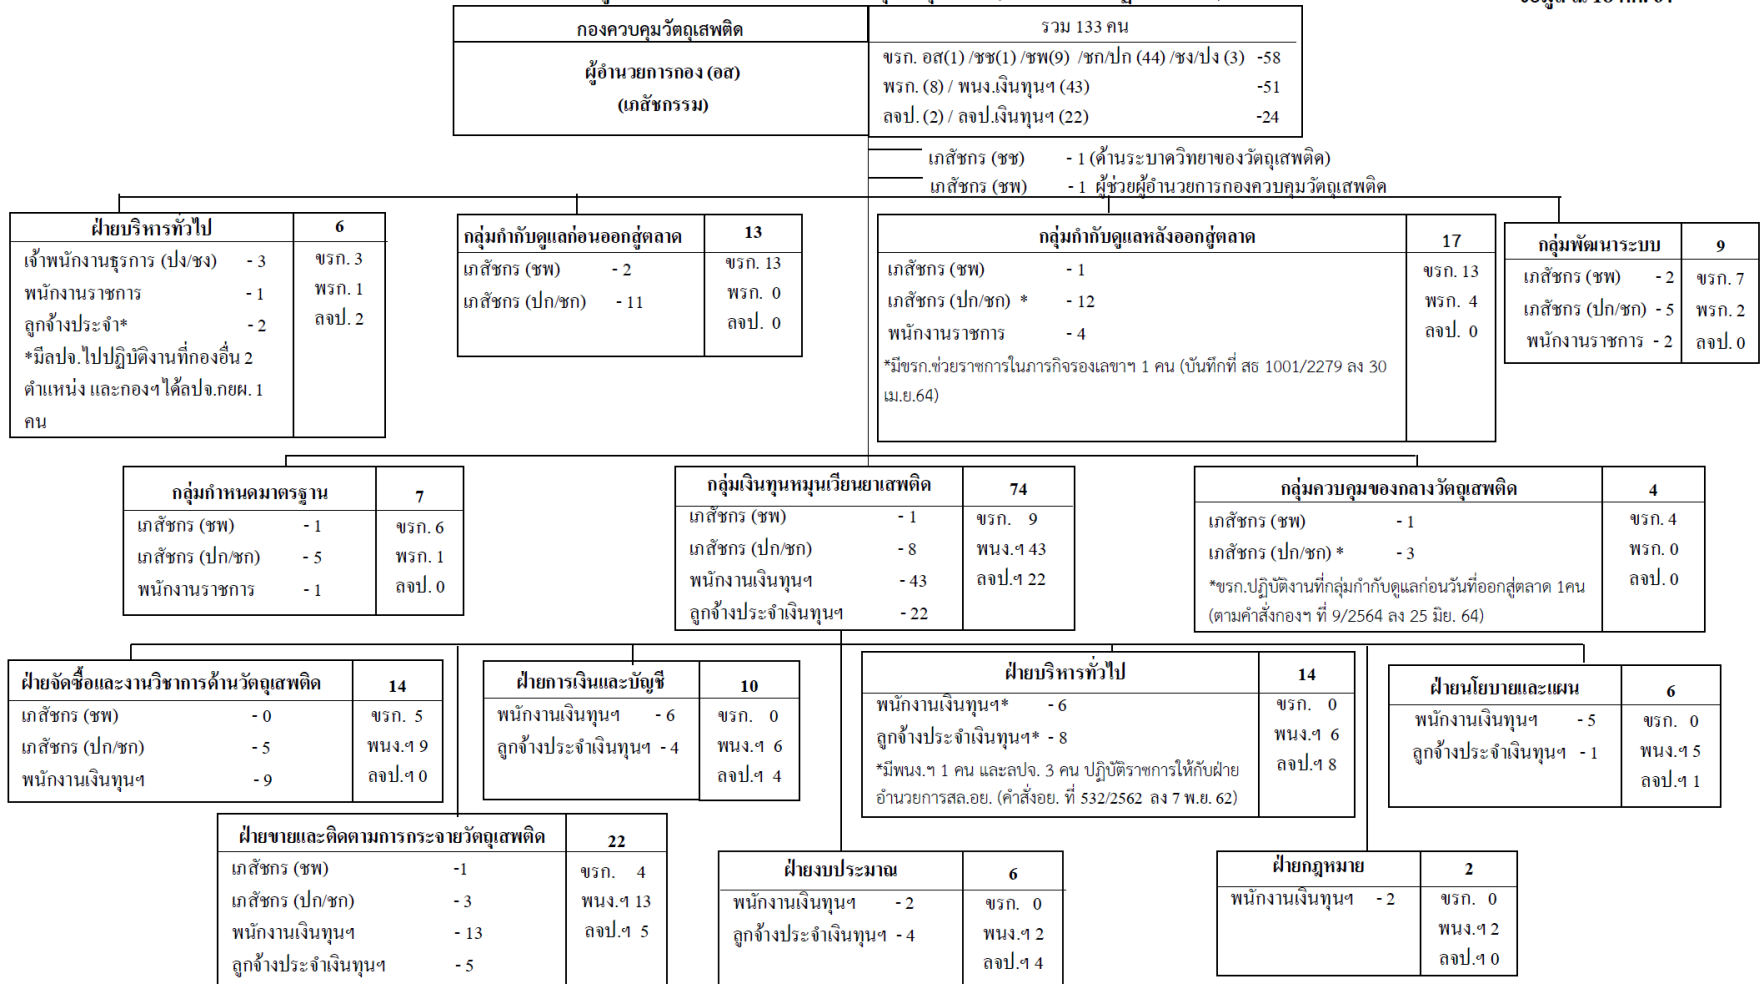 กองควบคุมวัตถุเสพติด
รวม 133 คน
ผู้อำนวยการกอง (อส)
(เภสัชกรรม)
ขรก. อส(1) /ชช(1) /ชพ(9) /ชก/ปก (44) /ชง/ปง (3) -58
พรก. (8) / พนง.เงินทุนฯ (43) -51
ลจป. (2) / ลจป.เงินทุนฯ (22) -24
เภสัชกร (ชช) - 1 (ด้านระบาดวิทยาของวัตถุเสพติด)
เภสัชกร (ชพ) - 1 ผู้ช่วยผู้อำนวยการกองควบคุมวัตถุเสพติด
ฝ่ายบริหารทั่วไป 6
เจ้าพนักงานธุรการ (ปง/ชง) - 3 ขรก. 3
พนักงานราชการ - 1 พรก. 1
ลูกจ้างประจำ* - 2 ลจป. 2
*มีลปจ.ไปปฏิบัติงานที่กองอื่น 2
ตำแหน่ง และกองฯ ได้ลปจ.กยผ. 1
คน
กลุ่มกำกับดูแลก่อนออกสู่ตลาด 13
เภสัชกร (ชพ) - 2 ขรก. 13
เภสัชกร (ปก/ชก) - 11 พรก. 0
ลจป. 0
กลุ่มกำกับดูแลหลังออกสู่ตลาด 17
เภสัชกร (ชพ) - 1 ขรก. 13
เภสัชกร (ปก/ชก) * - 12 พรก. 4
พนักงานราชการ - 4 ลจป. 0
*มีขรก.ช่วยราชการในภารกิจรองเลขาฯ 1 คน (บันทึกที่ สธ 1001/2279 ลง 30
เม.ย.64)
กลุ่มพัฒนาระบบ 9
เภสัชกร (ชพ) - 2 ขรก. 7
เภสัชกร (ปก/ชก) - 5 พรก. 2
พนักงานราชการ - 2 ลจป. 0
กลุ่มกำหนดมาตรฐาน 7
เภสัชกร (ชพ) - 1 ขรก. 6
เภสัชกร (ปก/ชก) - 5 พรก. 1
พนักงานราชการ - 1 ลจป. 0
กลุ่มเงินทุนหมุนเวียนยาเสพติด 74
เภสัชกร (ชพ) - 1 ขรก. 9
เภสัชกร (ปก/ชก) - 8 พนง.ฯ 43
พนักงานเงินทุนฯ - 43 ลจป.ฯ 22
ลูกจ้างประจำเงินทุนฯ - 22
กลุ่มควบคุมของกลางวัตถุเสพติด 4
เภสัชกร (ชพ) - 1 ขรก. 4
เภสัชกร (ปก/ชก) * - 3 พรก. 0
ลจป. 0
*ขรก.ปฏิบัติงานที่กลุ่มกำกับดูแลก่อนวันที่ออกสู่ตลาด 1คน
(ตามคำสั่งกองฯ ที่ 9/2564 ลง 25 มิย. 64)
ฝ่ายจัดซื้อและงานวิชาการด้านวัตถุเสพติด 14
เภสัชกร (ชพ) - 0 ขรก. 5
เภสัชกร (ปก/ชก) - 5 พนง.ฯ 9
พนักงานเงินทุนฯ - 9 ลจป.ฯ 0
ฝ่ายการเงินและบัญชี 10
พนักงานเงินทุนฯ - 6 ขรก. 0
ลูกจ้างประจำเงินทุนฯ - 4 พนง.ฯ 6
ลจป.ฯ 4
ฝ่ายบริหารทั่วไป 14
พนักงานเงินทุนฯ* - 6 ขรก. 0
ลูกจ้างประจำเงินทุนฯ* - 8 พนง.ฯ 6
ลจป.ฯ 8
*มีพนง.ฯ 1 คน และลปจ. 3 คน ปฏิบัติราชการให้กับฝ่าย
อำนวยการสล.อย. (คำสั่งอย. ที่ 532/2562 ลง 7 พ.ย. 62)
ฝ่ายนโยบายและแผน 6
พนักงานเงินทุนฯ - 5 ขรก. 0
ลูกจ้างประจำเงินทุนฯ - 1 พนง.ฯ 5
ลจป.ฯ 1
ฝ่ายขายและติดตามการกระจายวัตถุเสพติด 22
เภสัชกร (ชพ) -1 ขรก. 4
เภสัชกร (ปก/ชก) - 3 พนง.ฯ 13
พนักงานเงินทุนฯ - 13 ลจป.ฯ 5
ลูกจ้างประจำเงินทุนฯ - 5
ฝ่ายงบประมาณ 6
พนักงานเงินทุนฯ - 2 ขรก. 0
ลูกจ้างประจำเงินทุนฯ - 4 พนง.ฯ 2
ลจป.ฯ 4
ฝ่ายกฎหมาย 2
พนักงานเงินทุนฯ - 2 ขรก. 0
พนง.ฯ 2
ลจป.ฯ 0